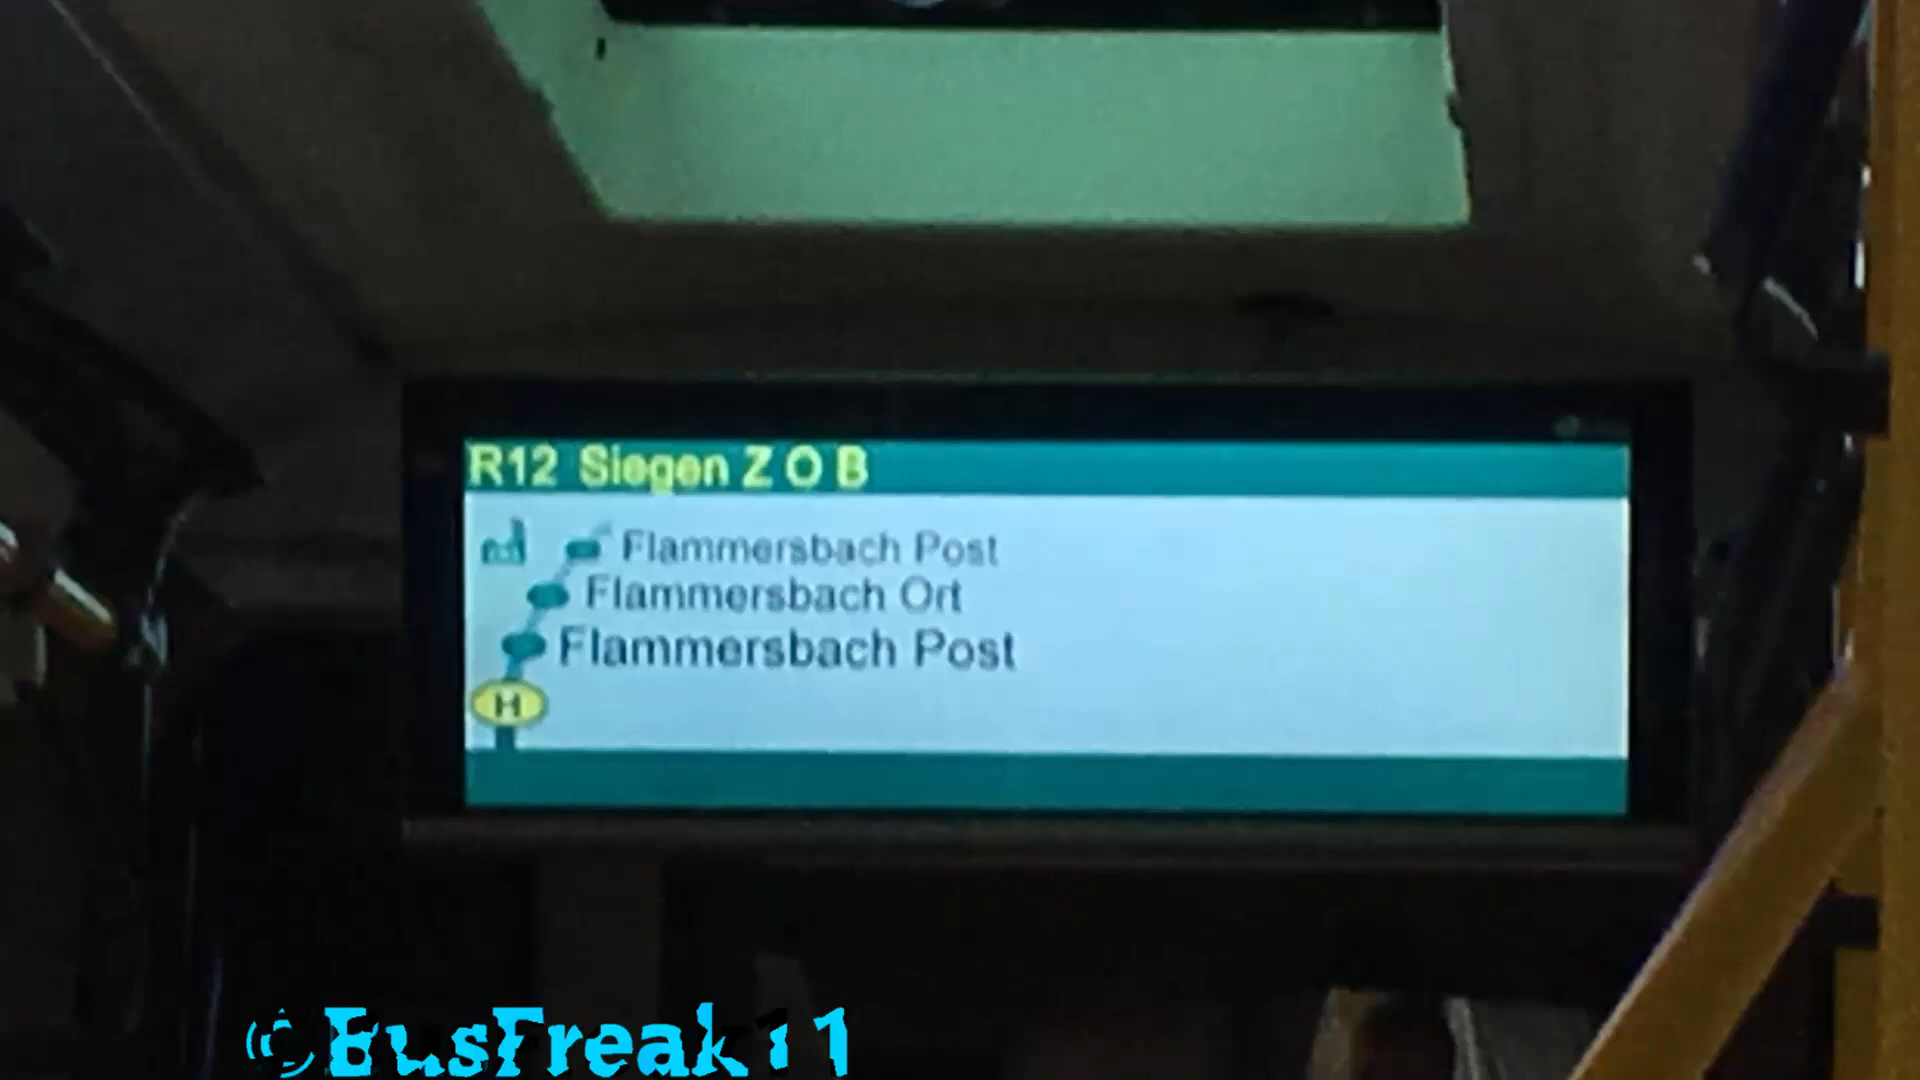 R12 Siegen Z O B
Flammersbach Post
Flammersbach Ort
Flammersbach Post
H
©BusFreak11